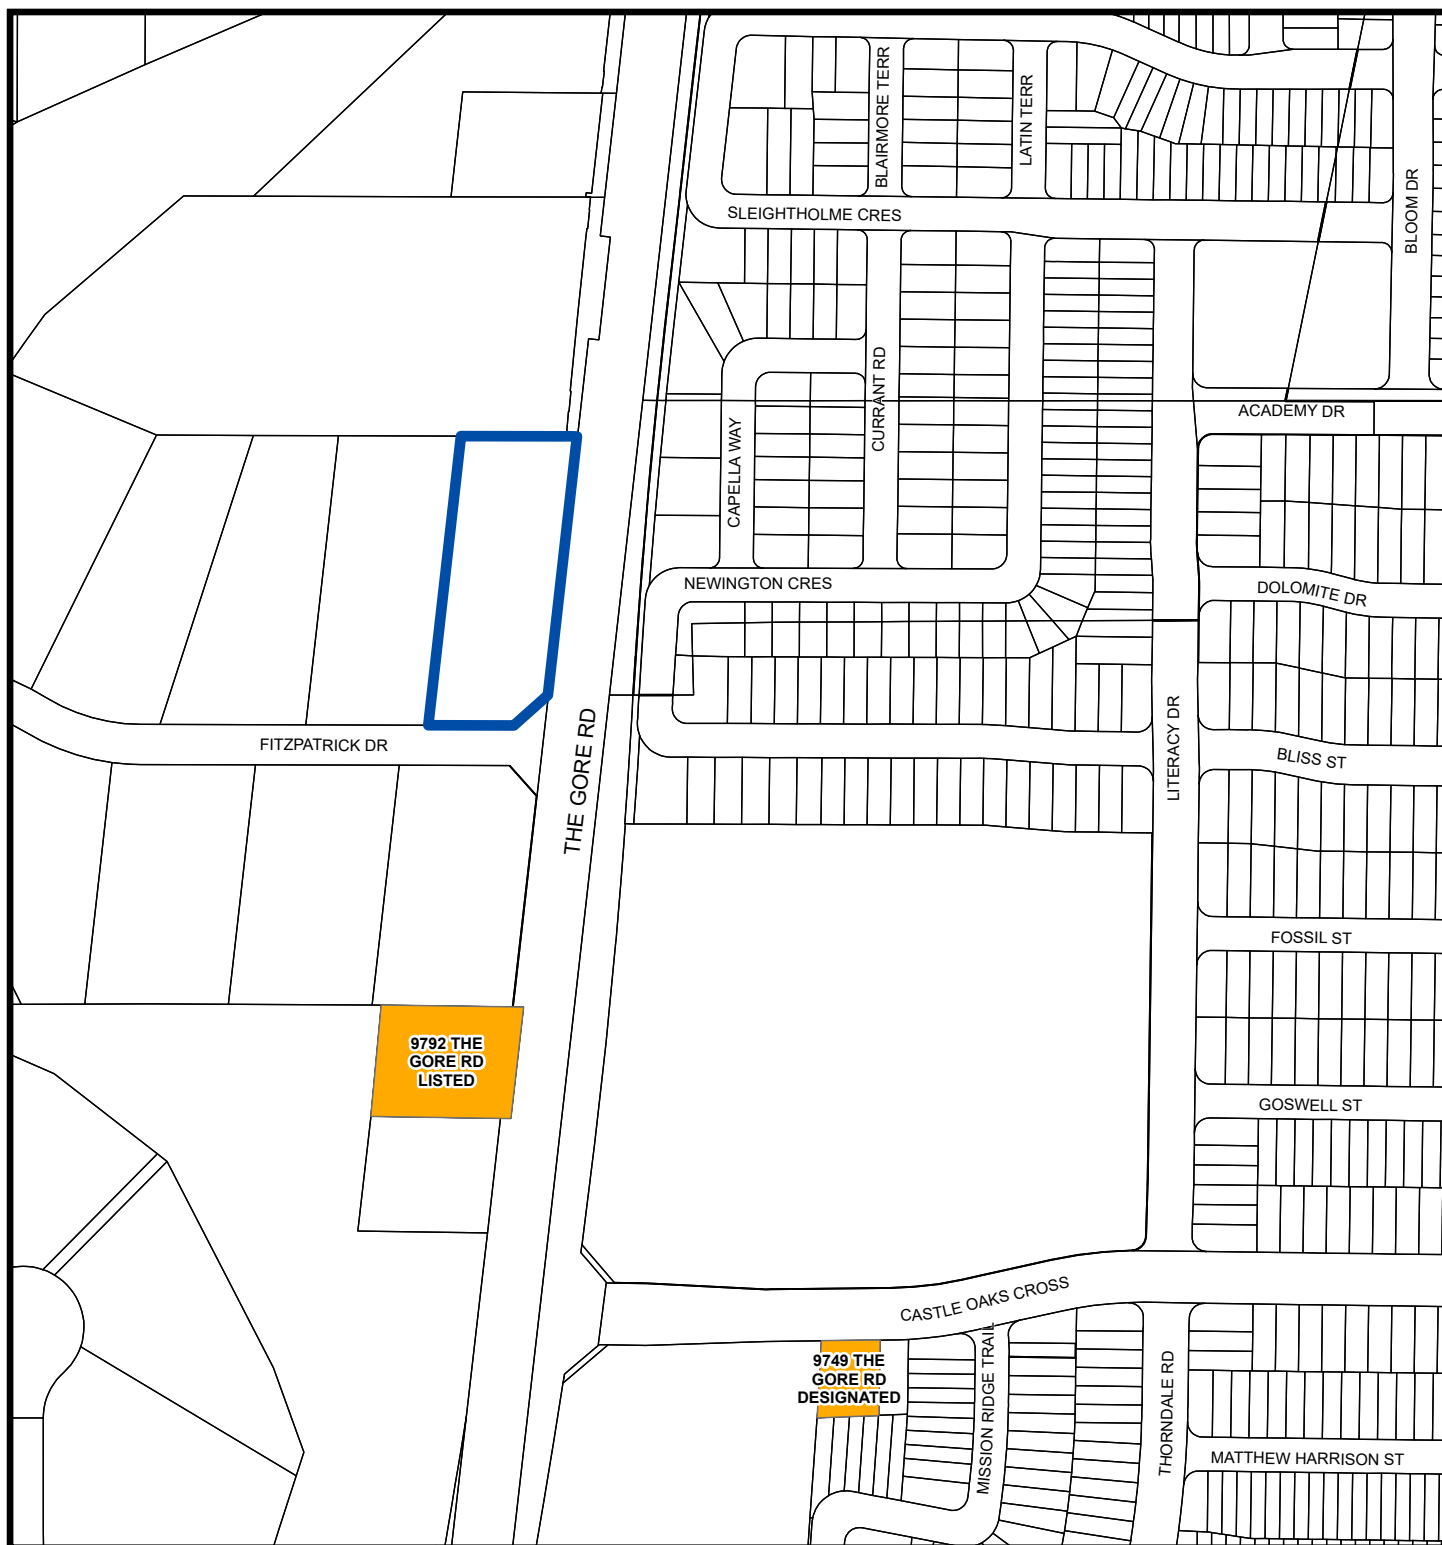 BLAIRMORE TERR
LATIN TERR
BLOOM DR
SLEIGHTHOLME CRES
CURRANT RD
ACADEMY DR
CAPELLA WAY
NEWINGTON CRES
DOLOMITE DR
FITZPATRICK DR
THE GORE RD
LITERACY DR
BLISS ST
FOSSIL ST
9792 THE
GORE RD
LISTED
GOSWELL ST
CASTLE OAKS CROSS
9749 THE
GORE RD
DESIGNATED
MISSION RIDGE TRAIL
THORNDALE RD
MATTHEW HARRISON ST